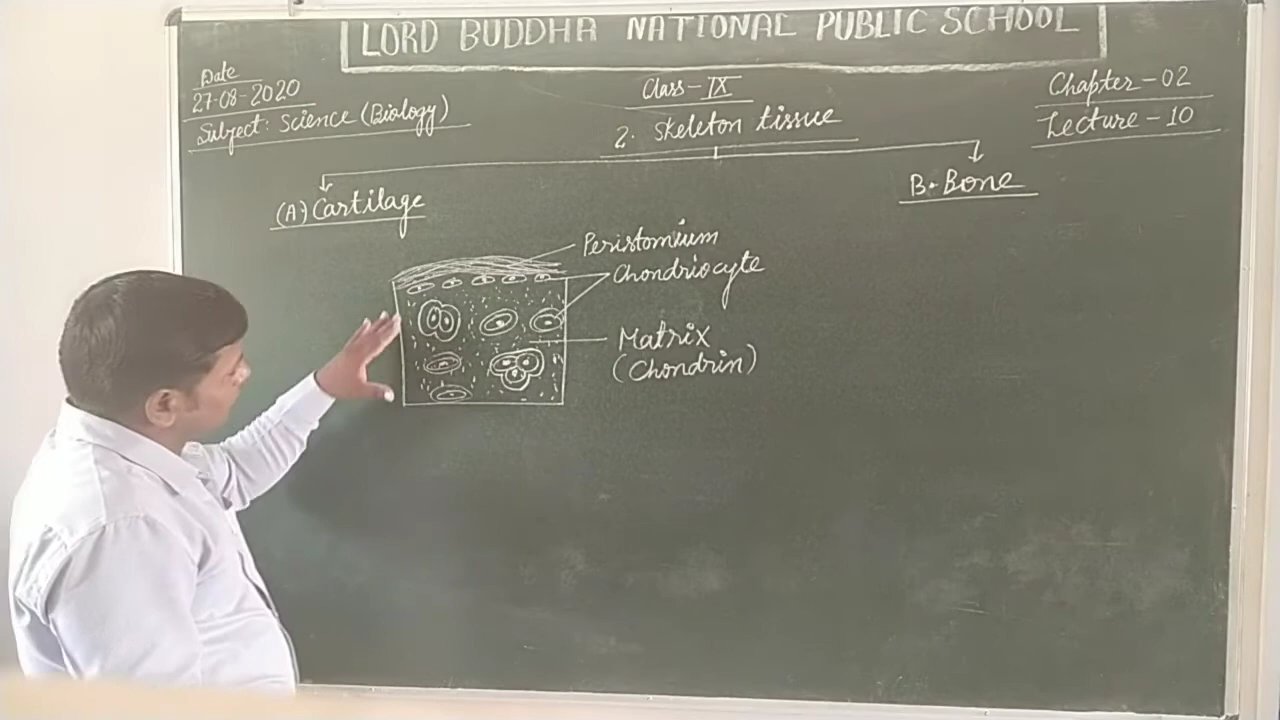 LORD BUDDHA NATIONAL PUBLIC SCHOOL
Date
27-08-2020
Subject: Science (Biology)
Class-IX
2. Skeleton tissue
Chapter-02
Lecture-10
(A) Cartilage
B. Bone
Peristomium
Chondriocyte
Matrix
(Chondrin)